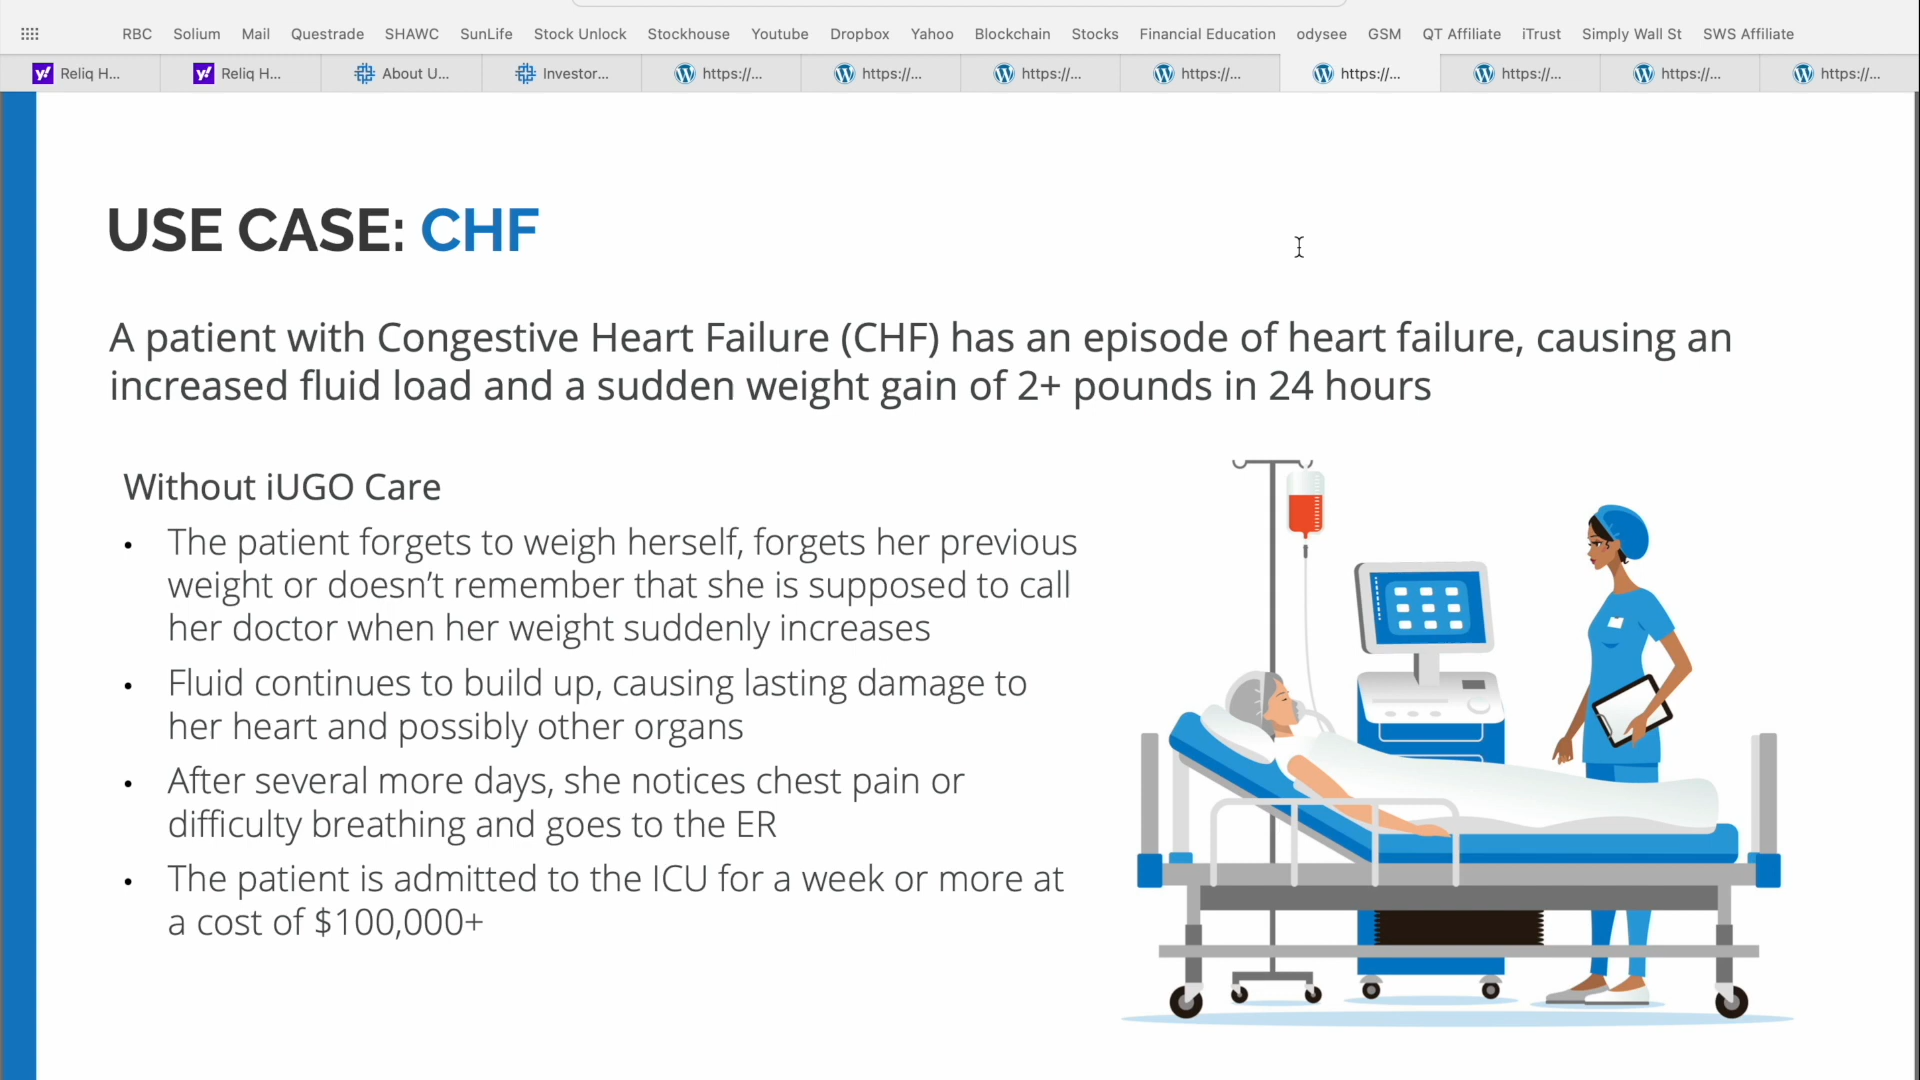 RBC Solium Mail Questrade SHAWC SunLife Stock Unlock Stockhouse Youtube Dropbox Yahoo Blockchain Stocks Financial Education odysee GSM QT Affiliate iTrust Simply Wall St SWS Affiliate
y! Reliq H... y! Reliq H... About U... Investor... https://... https://... https://... https://... https://... https://... https://... https://...
USE CASE: CHF
A patient with Congestive Heart Failure (CHF) has an episode of heart failure, causing an
increased fluid load and a sudden weight gain of 2+ pounds in 24 hours
Without iUGO Care
• The patient forgets to weigh herself, forgets her previous
weight or doesn’t remember that she is supposed to call
her doctor when her weight suddenly increases
• Fluid continues to build up, causing lasting damage to
her heart and possibly other organs
• After several more days, she notices chest pain or
difficulty breathing and goes to the ER
• The patient is admitted to the ICU for a week or more at
a cost of $100,000+